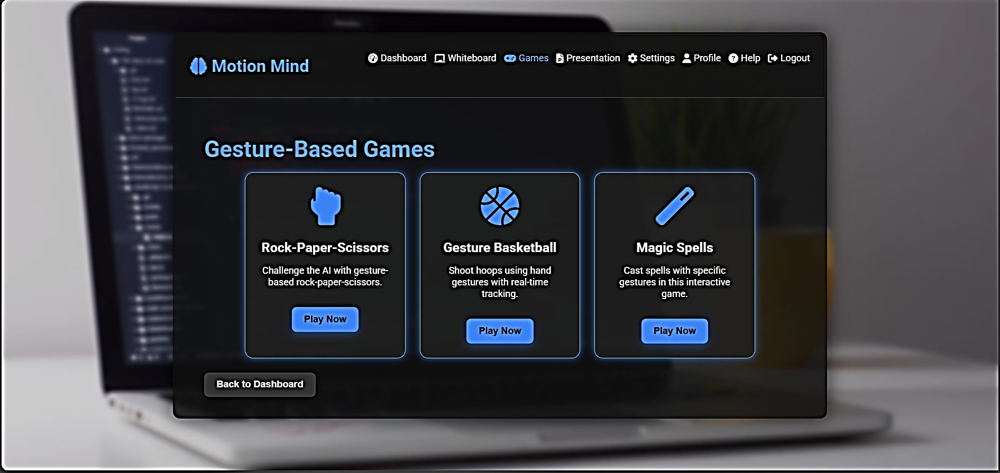 Motion Mind
Dashboard Whiteboard Games Presentation Settings Profile Help Logout
Gesture-Based Games
Rock-Paper-Scissors
Challenge the AI with gesture-
based rock-paper-scissors.
Play Now
Gesture Basketball
Shoot hoops using hand
gestures with real-time
tracking.
Play Now
Magic Spells
Cast spells with specific
gestures in this interactive
game.
Play Now
Back to Dashboard